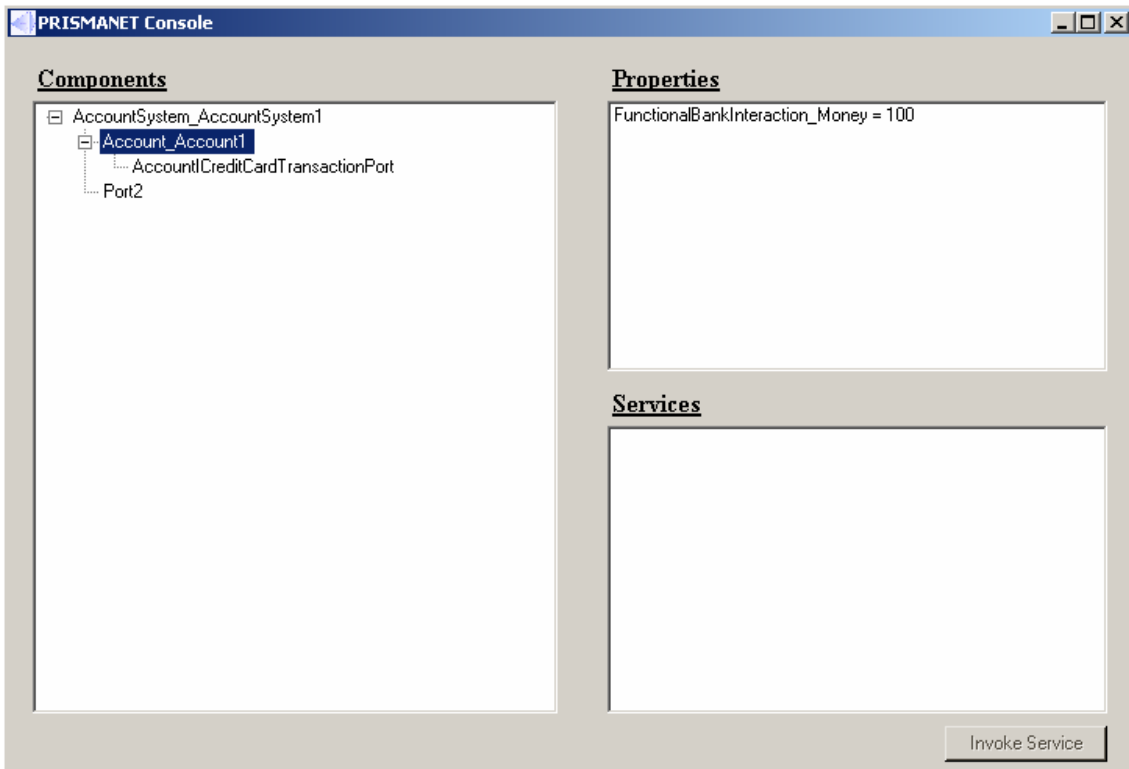 PRISMANET Console
Components
AccountSystem_AccountSystem1
Account_Account1
AccountICreditCardTransactionPort
Port2
Properties
FunctionalBankInteraction_Money = 100
Services
Invoke Service